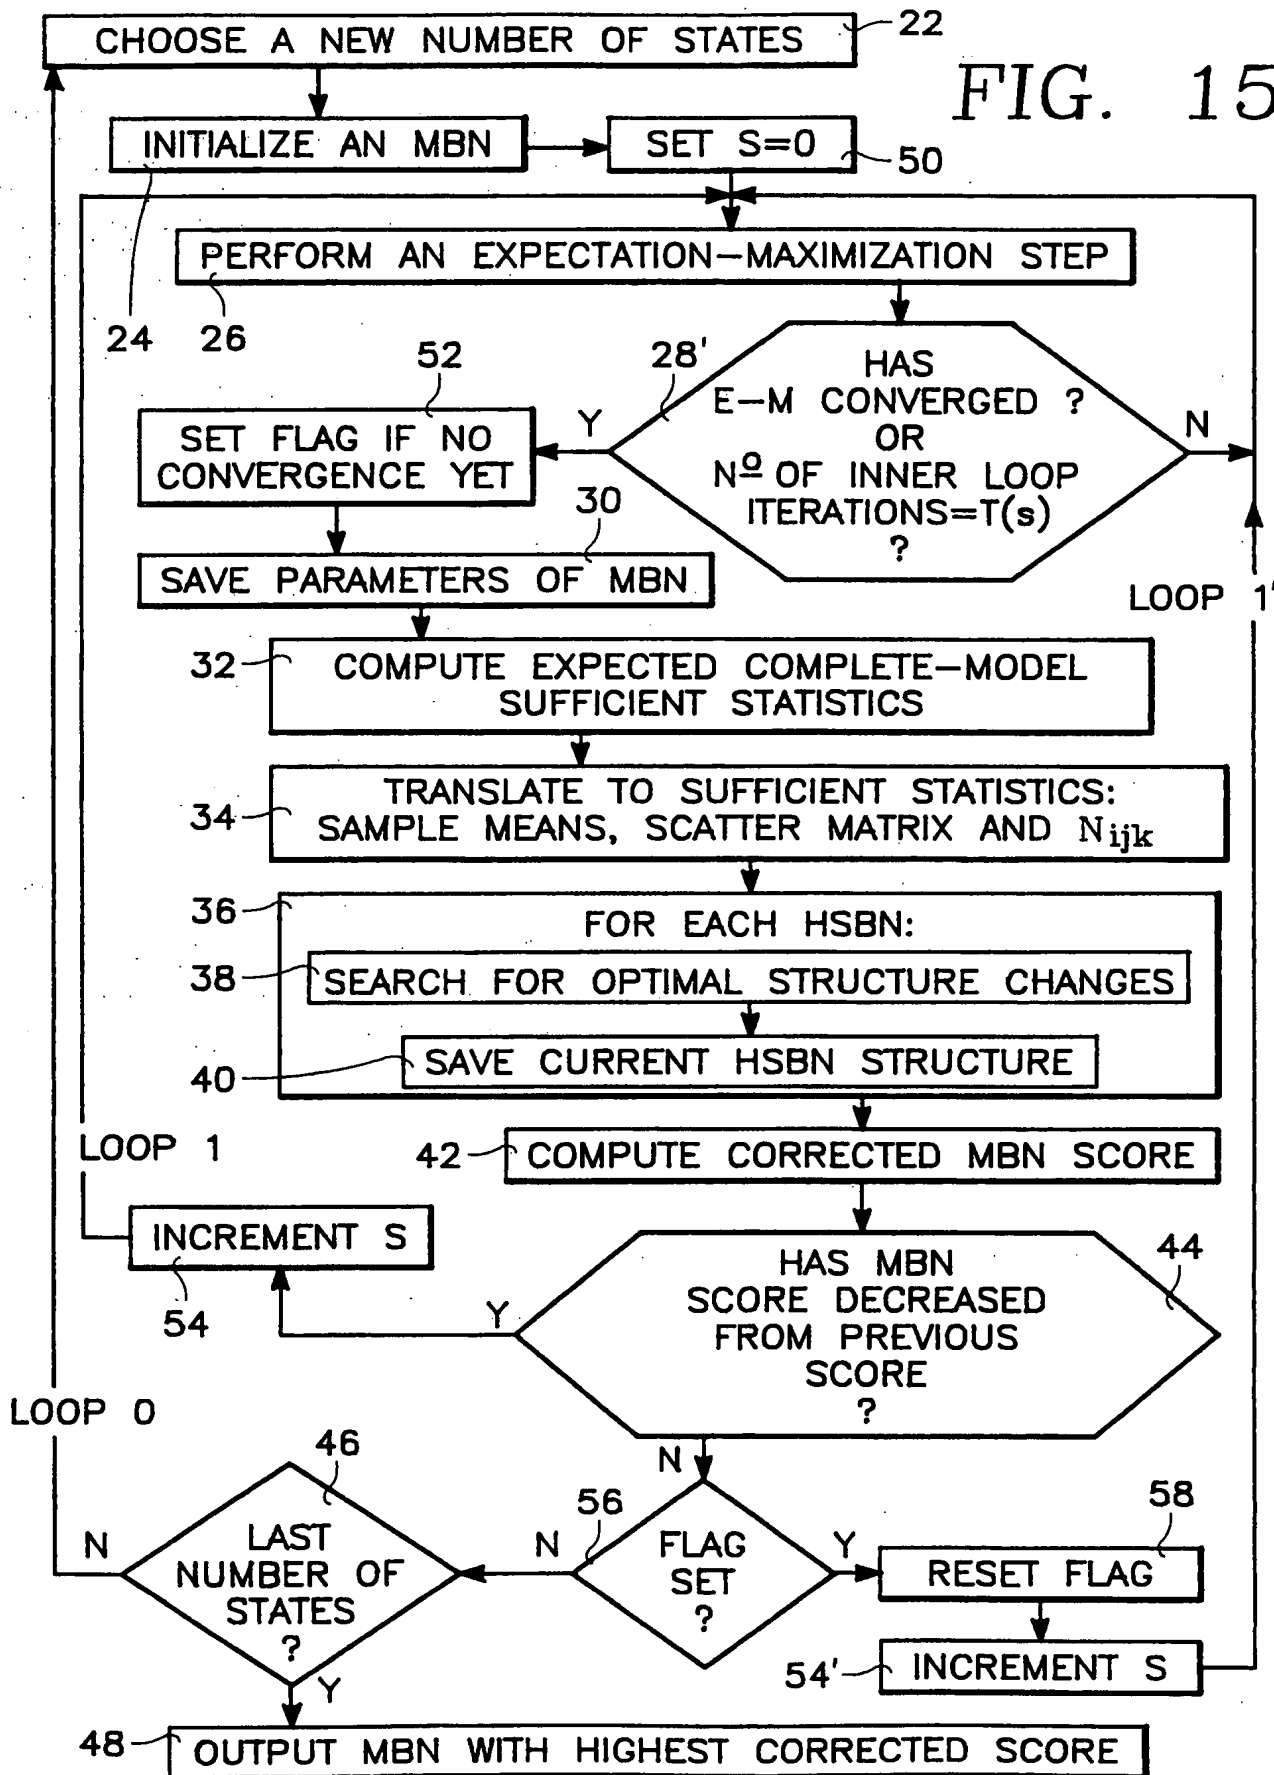 22
CHOOSE A NEW NUMBER OF STATES
FIG. 15
INITIALIZE AN MBN
SET S=0
50
PERFORM AN EXPECTATION-MAXIMIZATION STEP
24
26
52
28'
HAS
E-M CONVERGED ?
OR
Nº OF INNER LOOP
ITERATIONS=T(s)
?
Y
N
SET FLAG IF NO
CONVERGENCE YET
30
SAVE PARAMETERS OF MBN
LOOP 1'
32
COMPUTE EXPECTED COMPLETE-MODEL
SUFFICIENT STATISTICS
34
TRANSLATE TO SUFFICIENT STATISTICS:
SAMPLE MEANS, SCATTER MATRIX AND Nijk
36
FOR EACH HSBN:
38
SEARCH FOR OPTIMAL STRUCTURE CHANGES
40
SAVE CURRENT HSBN STRUCTURE
LOOP 1
42
COMPUTE CORRECTED MBN SCORE
INCREMENT S
54
Y
HAS MBN
SCORE DECREASED
FROM PREVIOUS
SCORE
?
44
LOOP 0
N
46
56
58
N
LAST
NUMBER OF
STATES
?
N
FLAG
SET
?
Y
RESET FLAG
Y
54'
INCREMENT S
48
OUTPUT MBN WITH HIGHEST CORRECTED SCORE